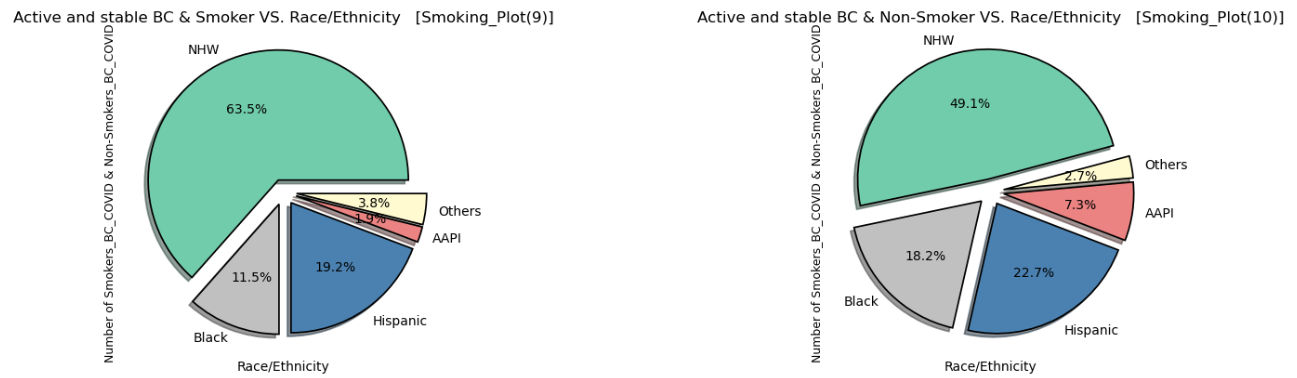 Active and stable BC & Smoker VS. Race/Ethnicity   [Smoking_Plot(9)]
Number of Smokers_BC_COVID & Non-Smokers_BC_COVID
NHW
63.5%
3.8%
Others
1.9%
AAPI
19.2%
11.5%
Hispanic
Black
Race/Ethnicity
Active and stable BC & Non-Smoker VS. Race/Ethnicity   [Smoking_Plot(10)]
Number of Smokers_BC_COVID & Non-Smokers_BC_COVID
NHW
49.1%
Others
2.7%
7.3%
AAPI
18.2%
22.7%
Black
Hispanic
Race/Ethnicity